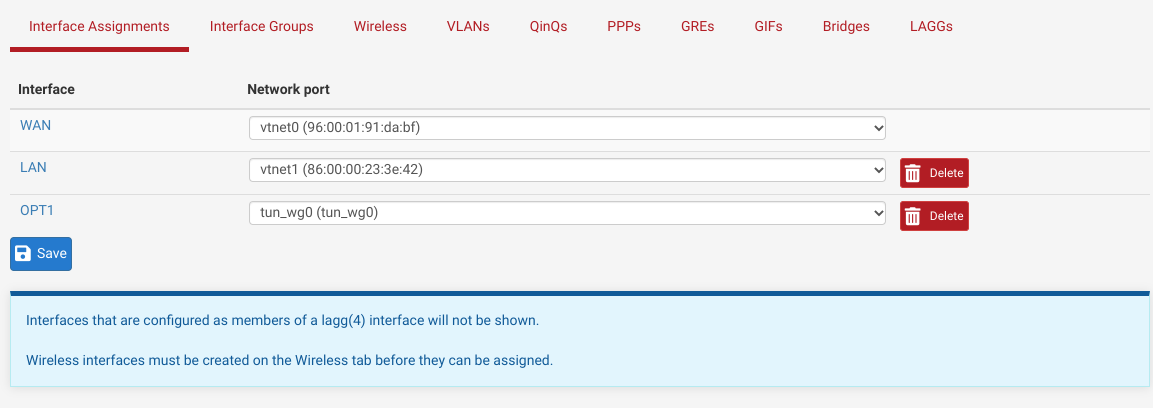 Interface Assignments Interface Groups Wireless VLANs QinQs PPPs GREs GIFs Bridges LAGGs
Interface Network port
WAN vtnet0 (96:00:01:91:da:bf)
LAN vtnet1 (86:00:00:23:3e:42) Delete
OPT1 tun_wg0 (tun_wg0) Delete
Save
Interfaces that are configured as members of a lagg(4) interface will not be shown.
Wireless interfaces must be created on the Wireless tab before they can be assigned.